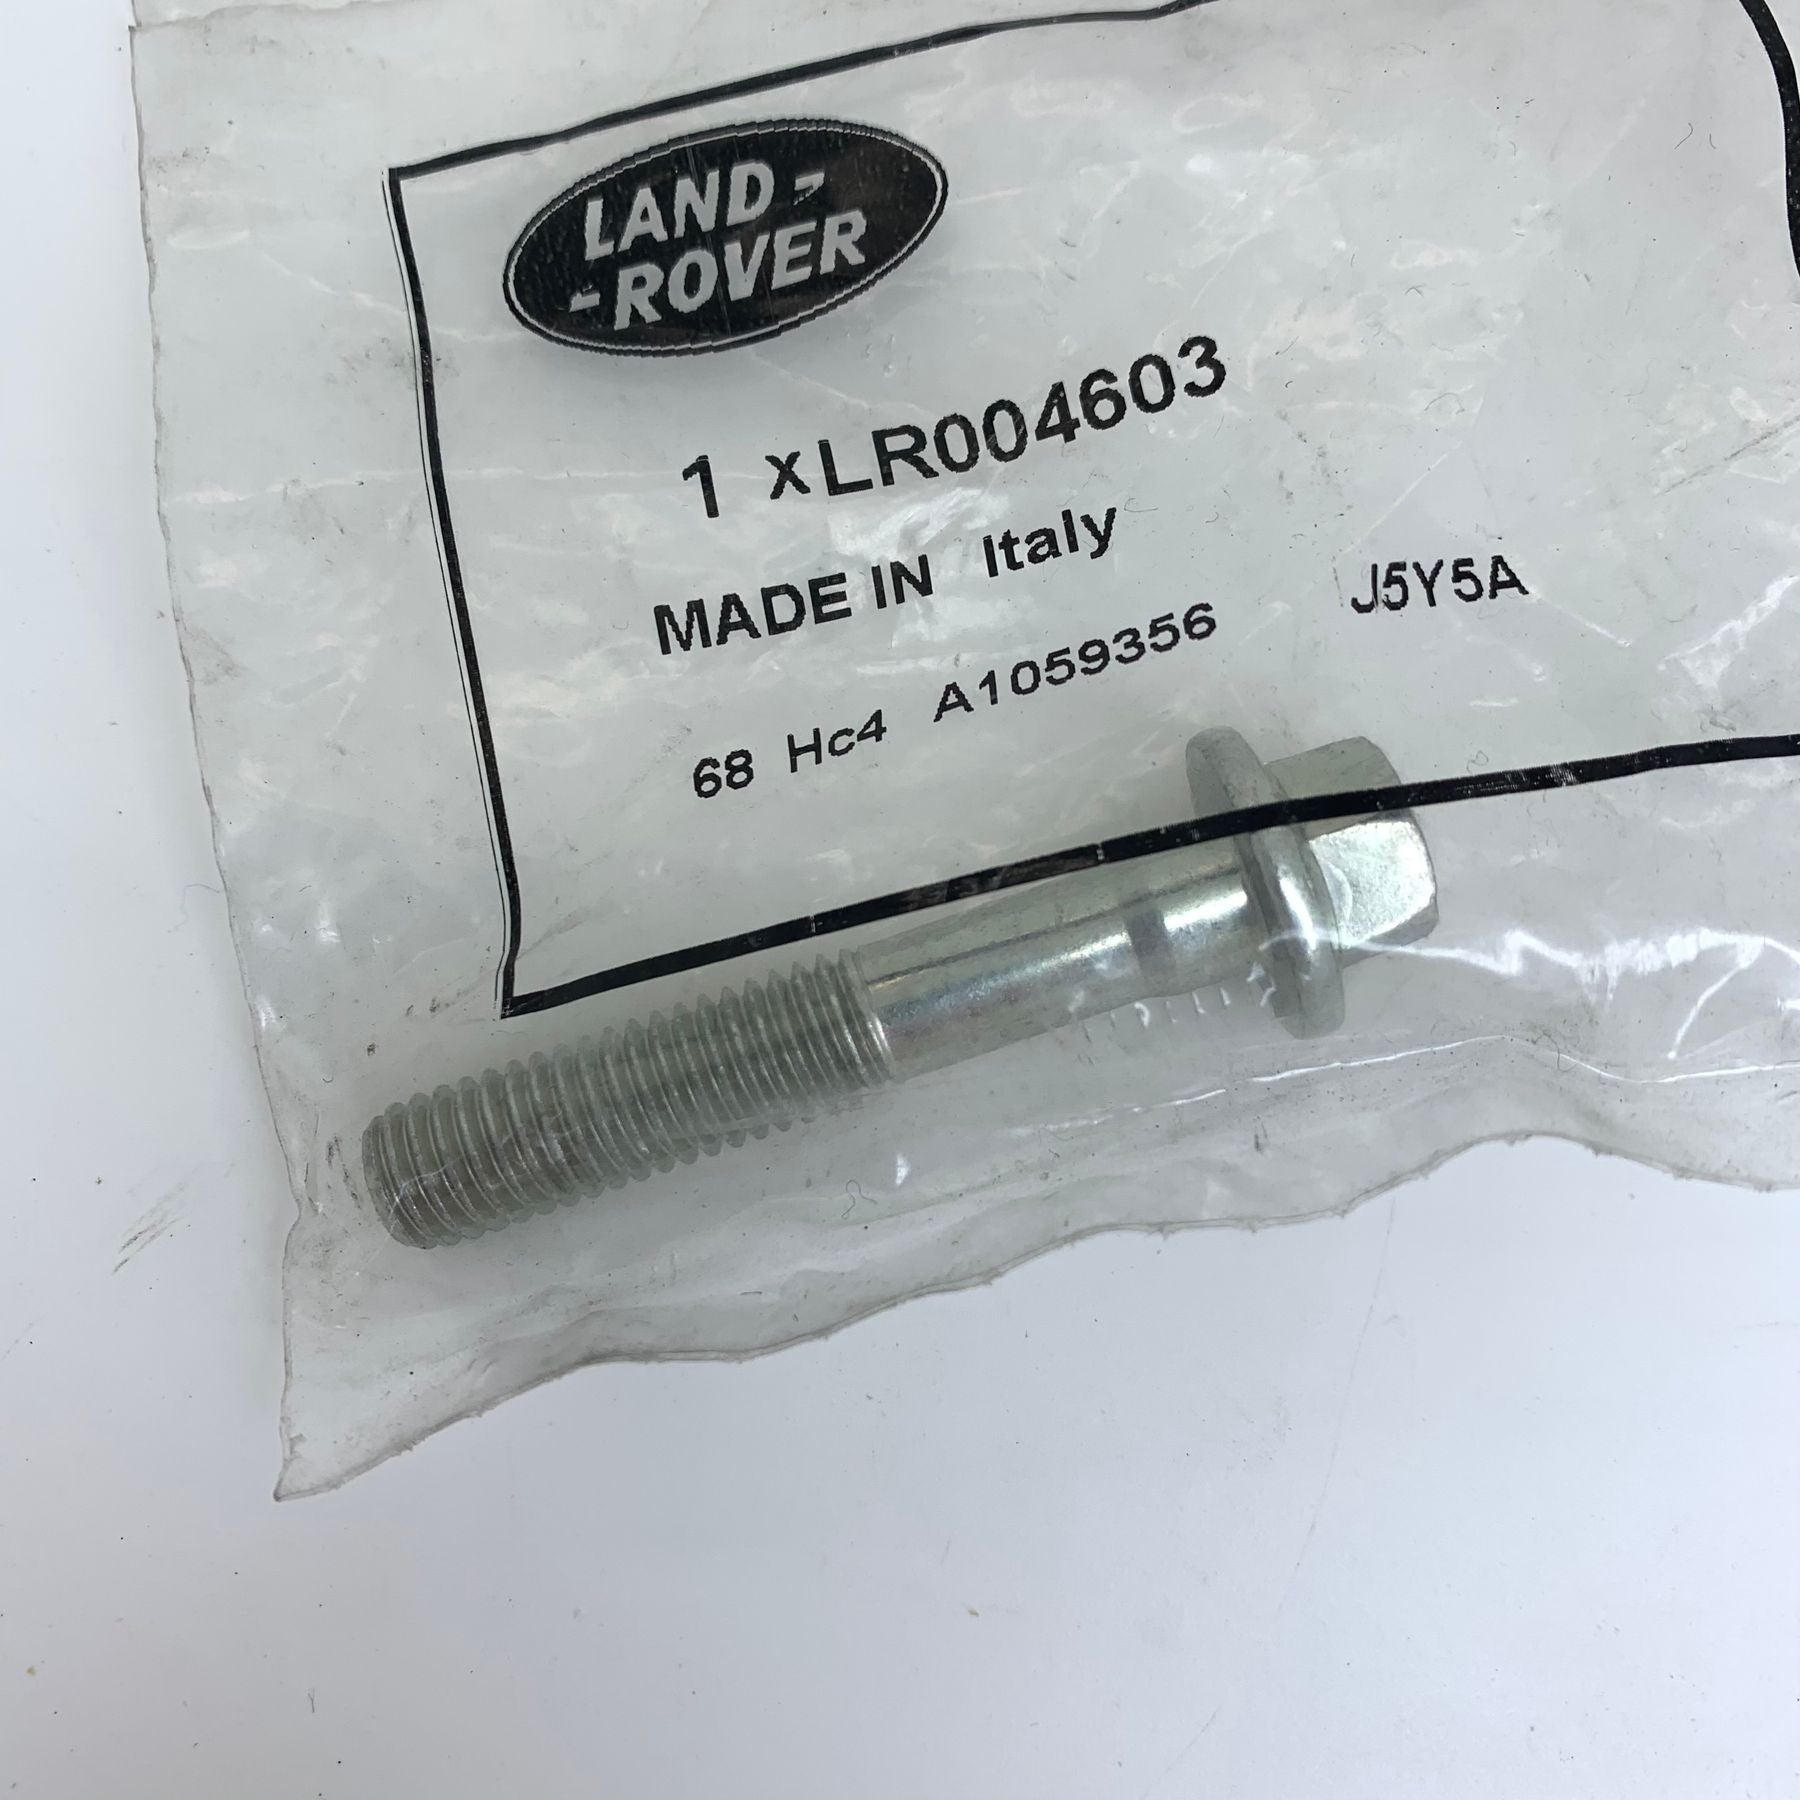 LAND-
-ROVER
1 xLR004603
MADE IN Italy
68 Hc4 A1059356 J5Y5A